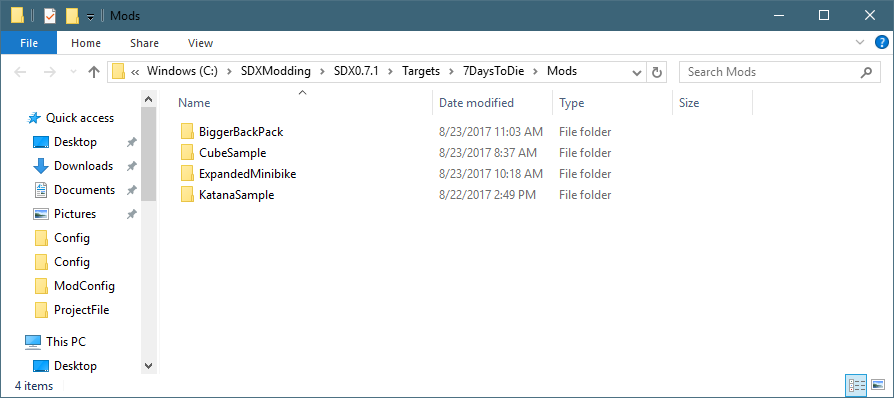 Mods
File Home Share View
« Windows (C:) > SDXModding > SDX0.7.1 > Targets > 7DaysToDie > Mods Search Mods
Name Date modified Type Size
Quick access
Desktop
Downloads
Documents
Pictures
Config
Config
ModConfig
ProjectFile
This PC
Desktop
BiggerBackPack 8/23/2017 11:03 AM File folder
CubeSample 8/23/2017 8:37 AM File folder
ExpandedMinibike 8/23/2017 10:18 AM File folder
KatanaSample 8/22/2017 2:49 PM File folder
4 items